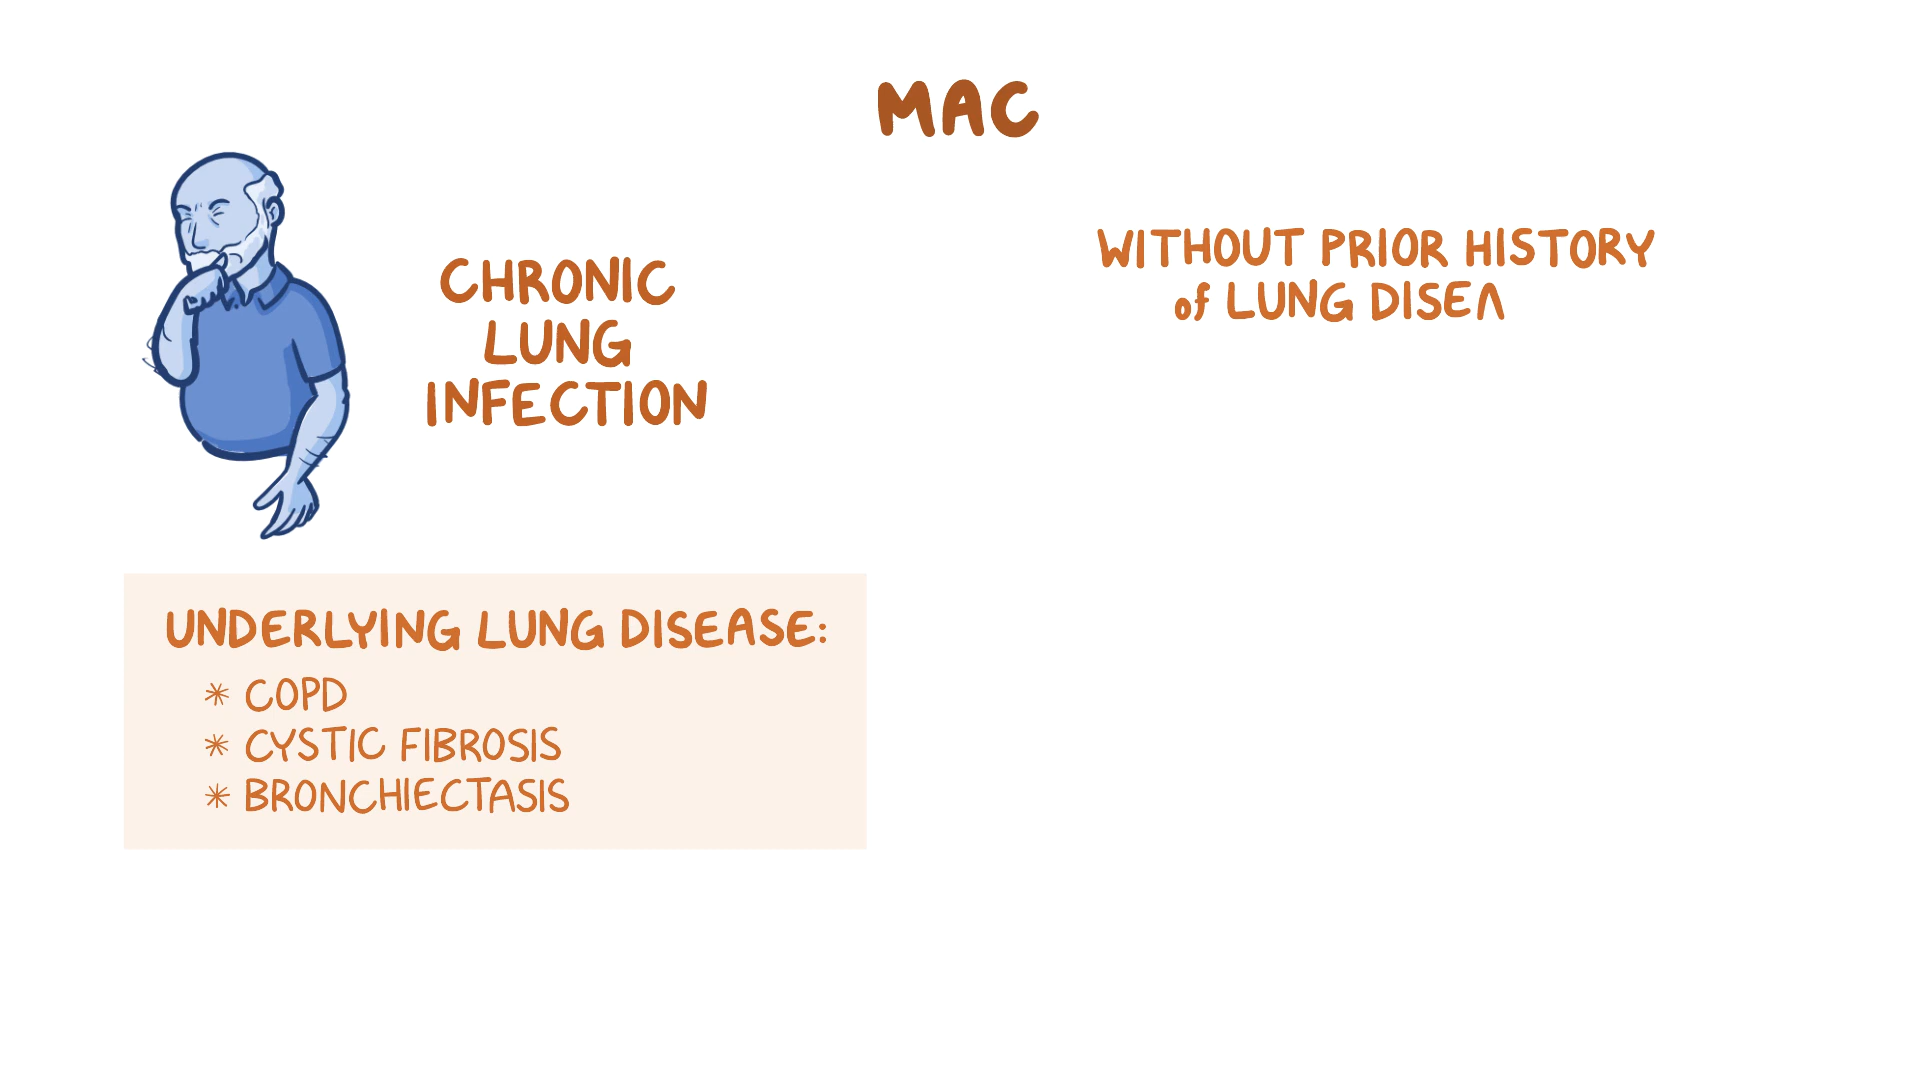 MAC
CHRONIC
LUNG
INFECTION
WITHOUT PRIOR HISTORY
of LUNG
UNDERLYING LUNG DISEASE:
* COPD
* CYSTIC FIBROSIS
* BRONCHIECTASIS